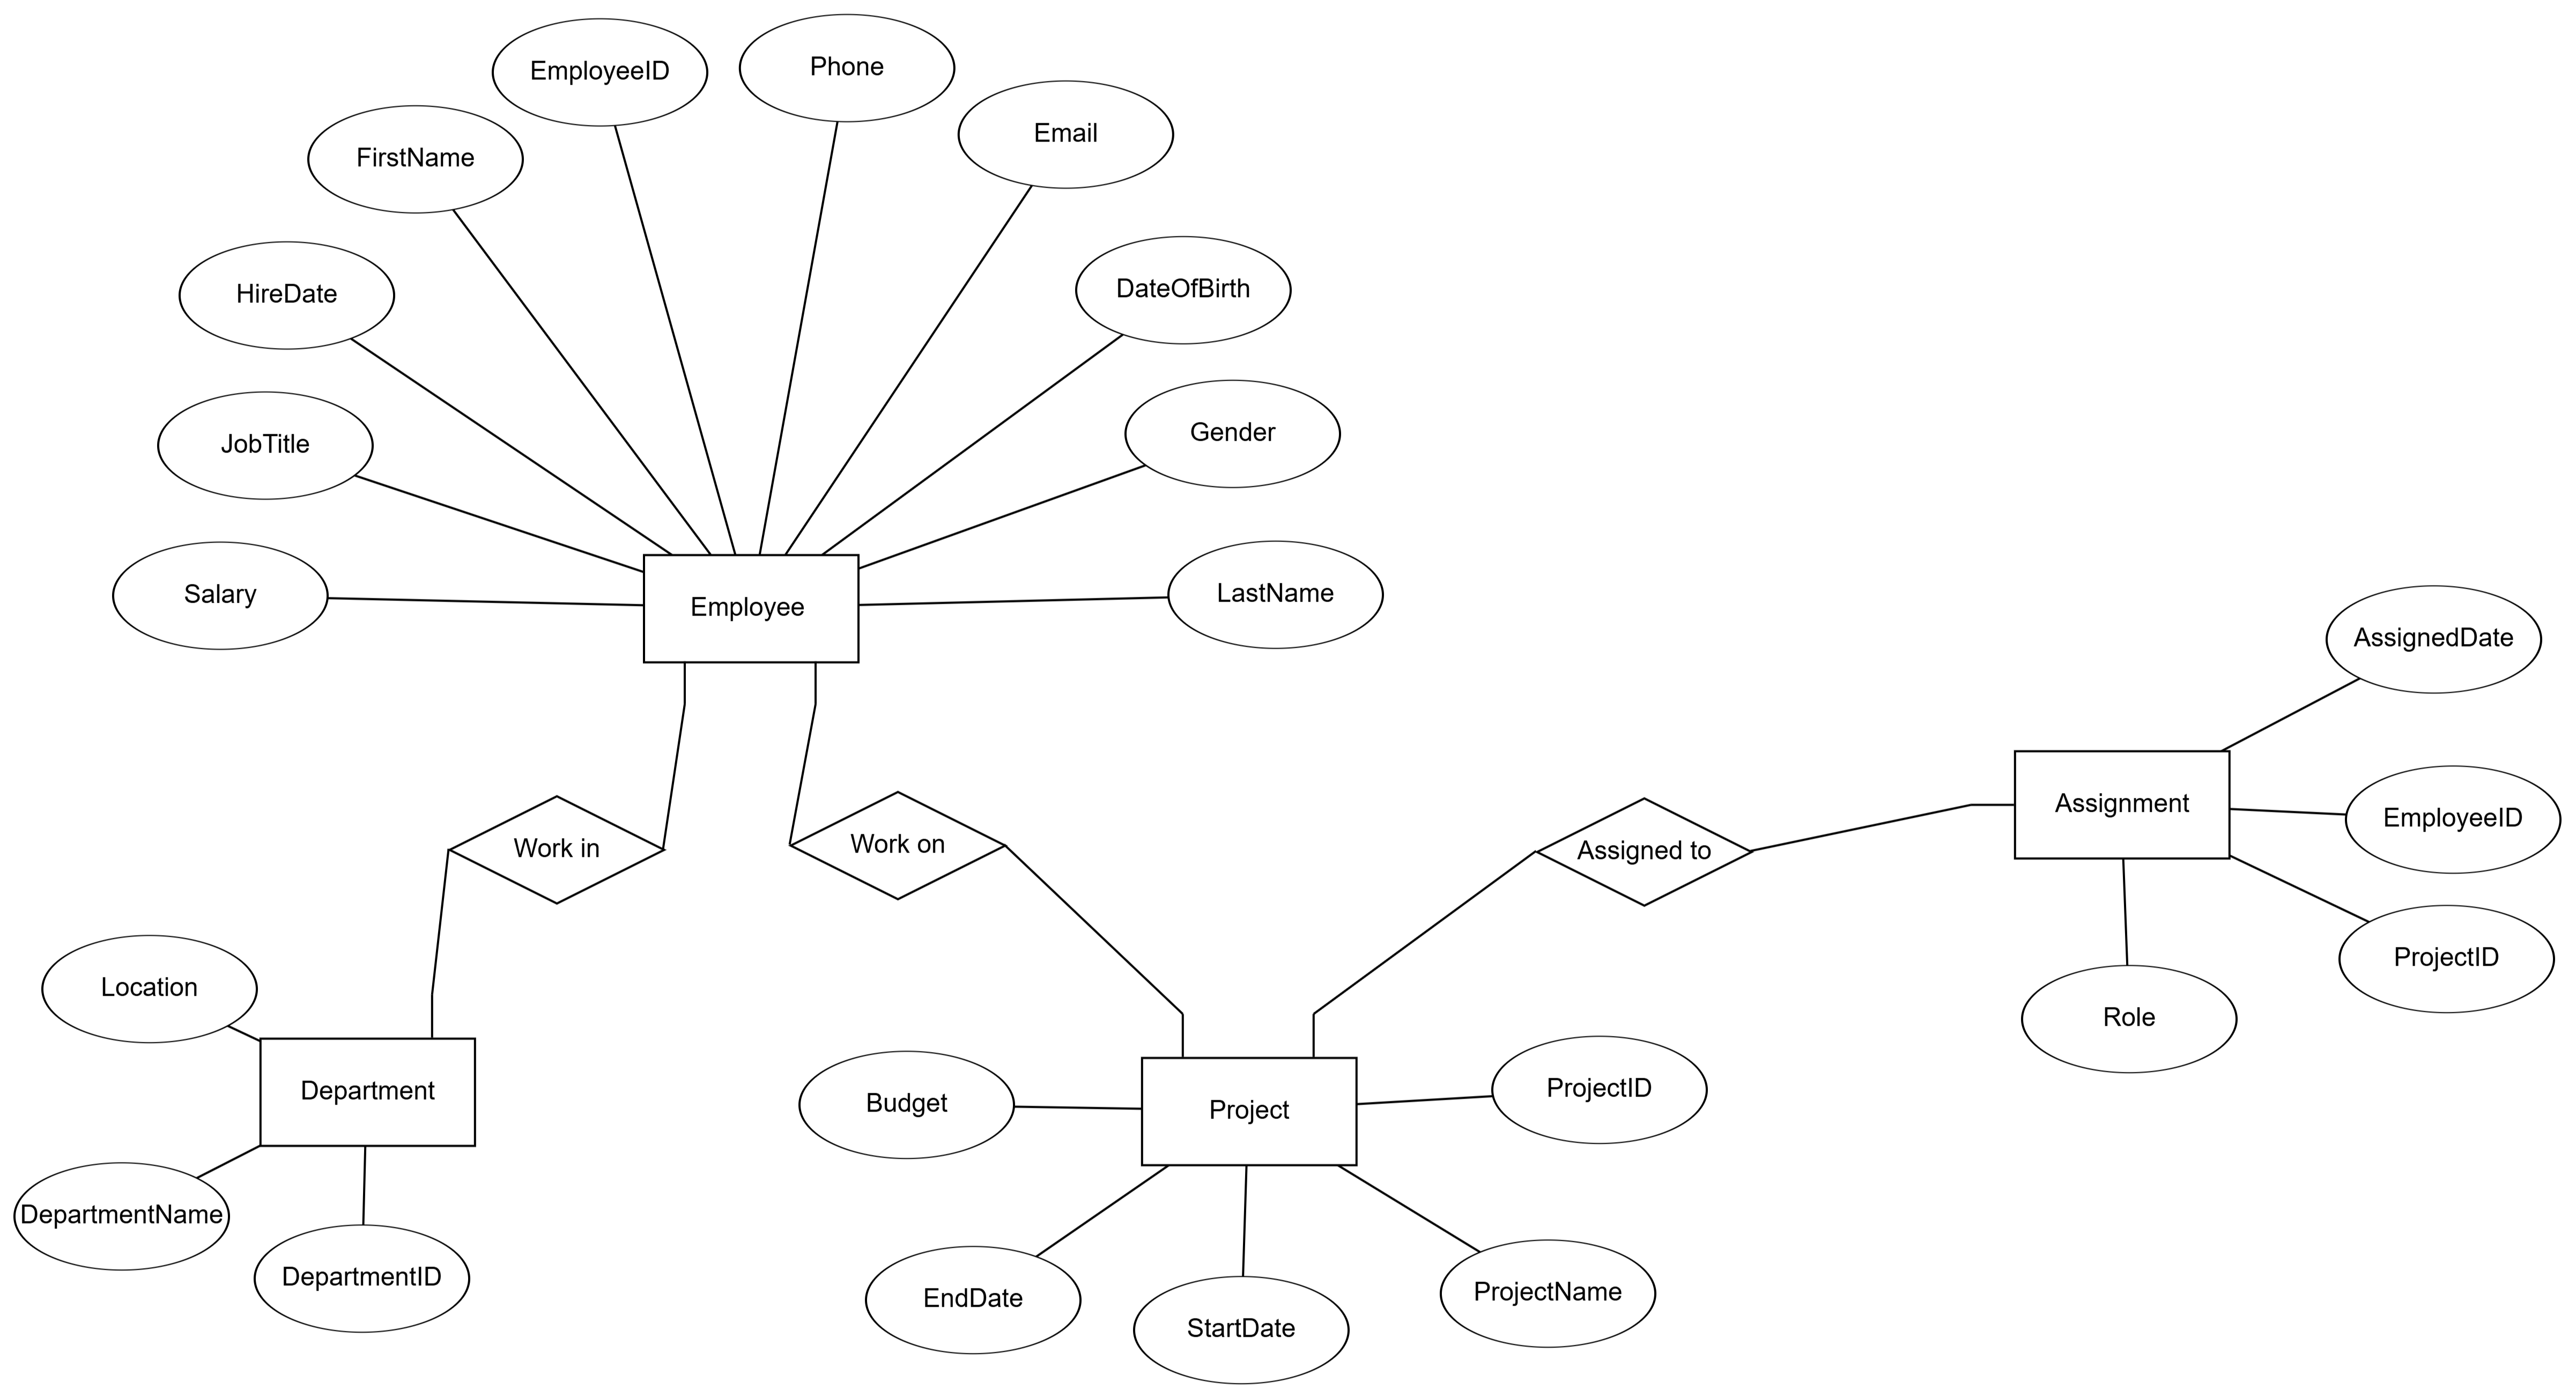 Phone
EmployeeID
Email
FirstName
DateOfBirth
HireDate
Gender
JobTitle
LastName
Salary
Employee
AssignedDate
Assignment
EmployeeID
Work on
Work in
Assigned to
ProjectID
Location
Role
ProjectID
Department
Budget
Project
DepartmentName
DepartmentID
ProjectName
EndDate
StartDate